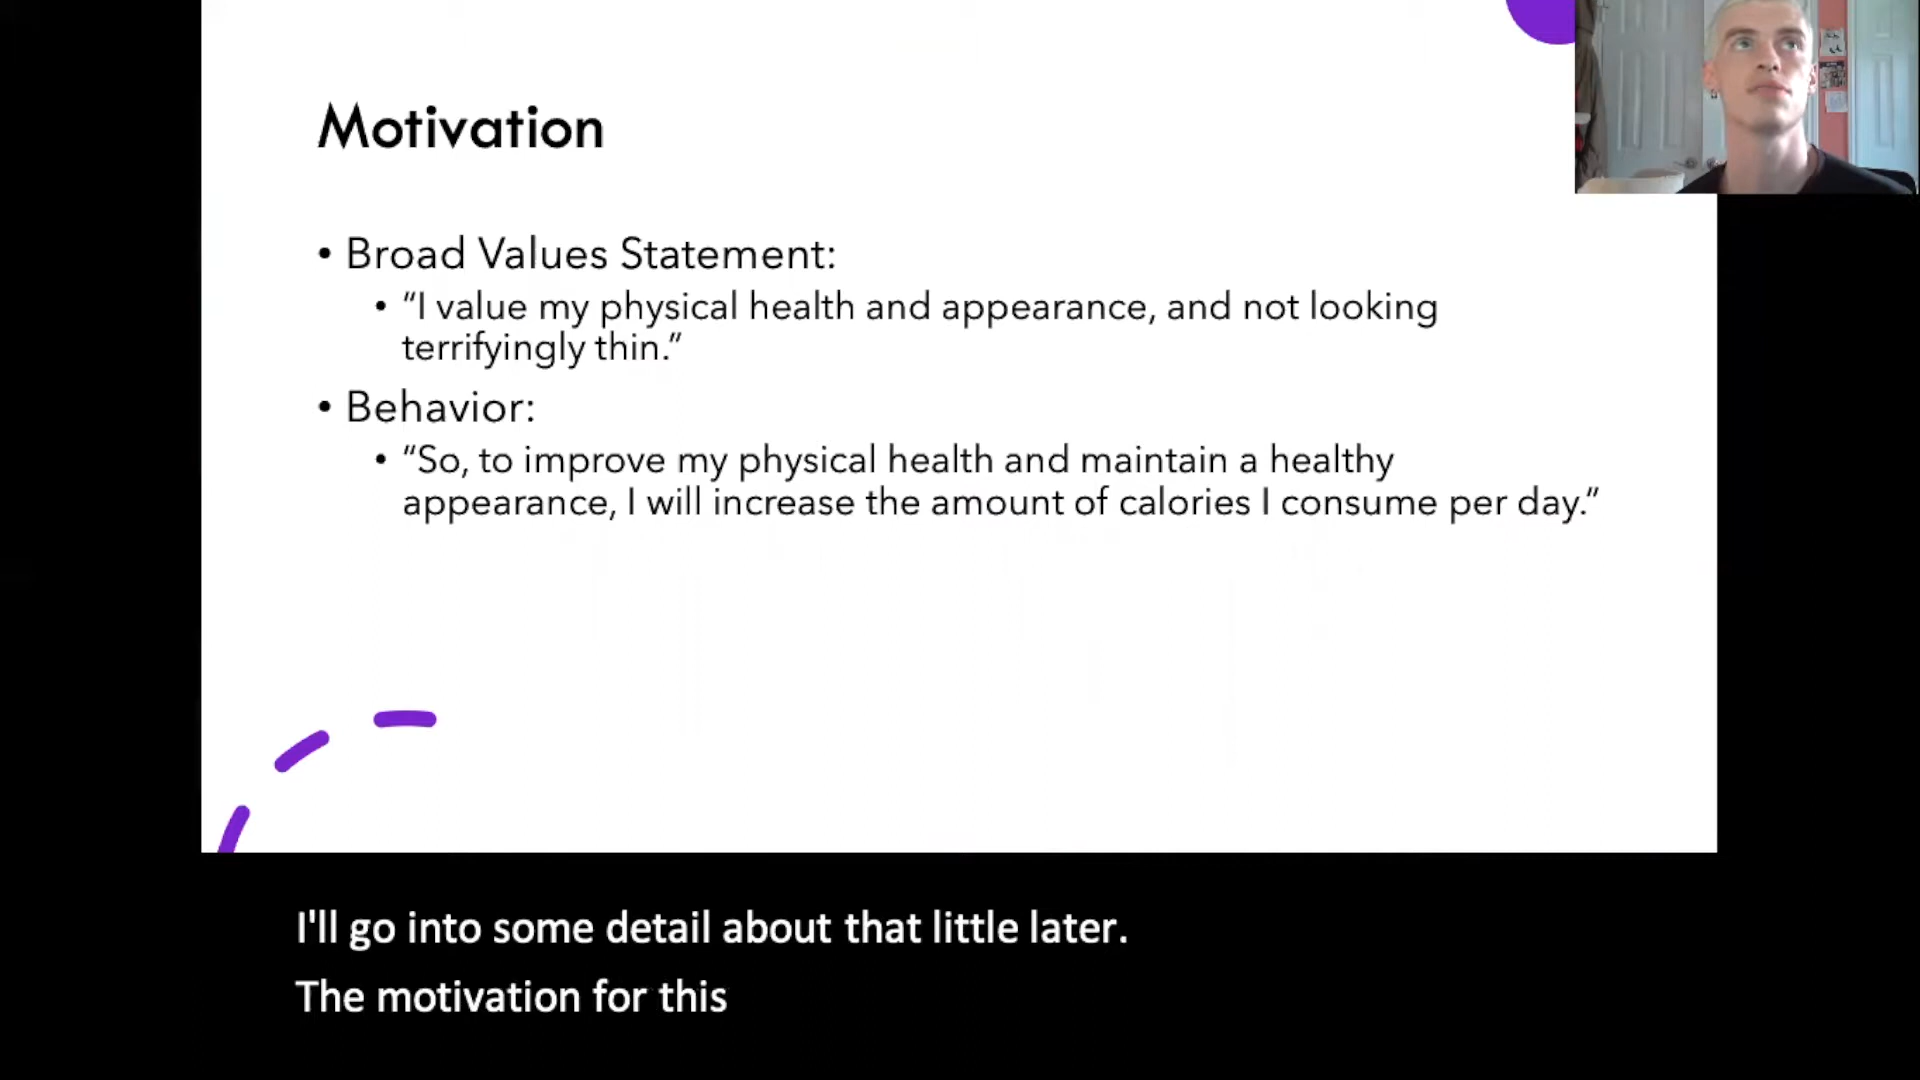 Motivation
• Broad Values Statement:
• “I value my physical health and appearance, and not looking
terrifyingly thin.”
• Behavior:
• “So, to improve my physical health and maintain a healthy
appearance, I will increase the amount of calories I consume per day.”
I'll go into some detail about that little later.
The motivation for this